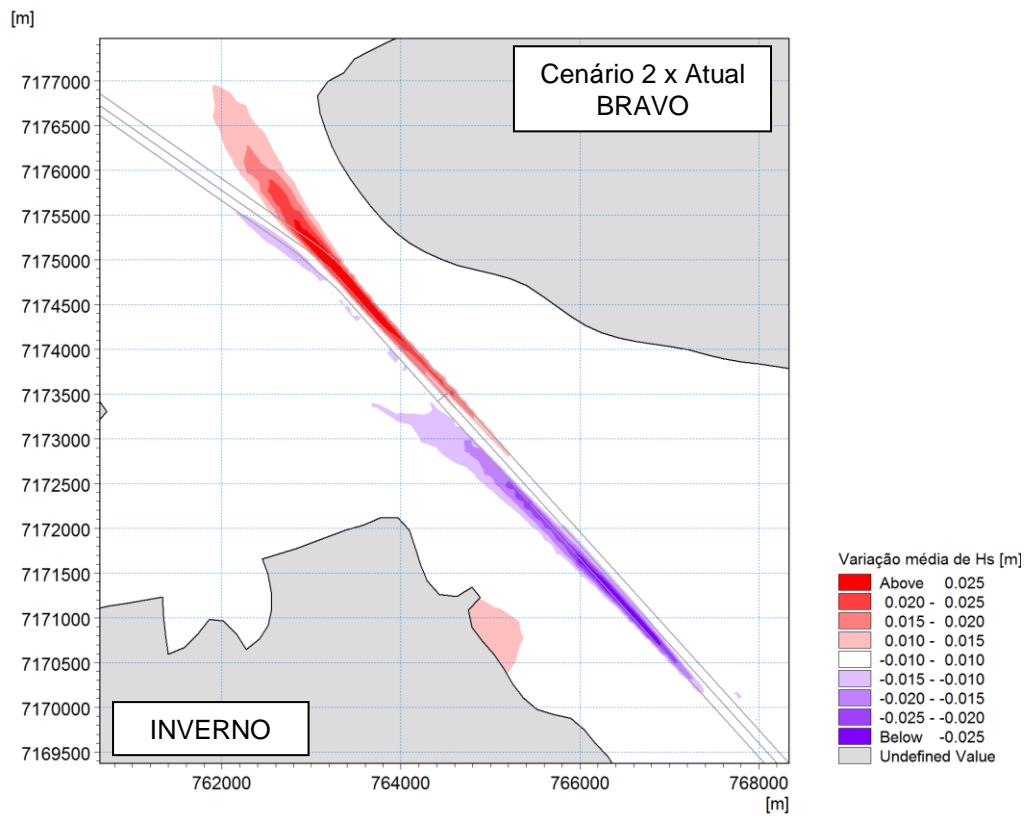 [m]
Cenário 2 x Atual
BRAVO
7177000
7176500
7176000
7175500
7175000
7174500
7174000
7173500
7173000
7172500
7172000
7171500
7171000
7170500
7170000
7169500
INVERNO
762000 764000 766000 768000
[m]
Variação média de Hs [m]
Above 0.025
0.020 - 0.025
0.015 - 0.020
0.010 - 0.015
-0.010 - 0.010
-0.015 - -0.010
-0.020 - -0.015
-0.025 - -0.020
Below -0.025
Undefined Value